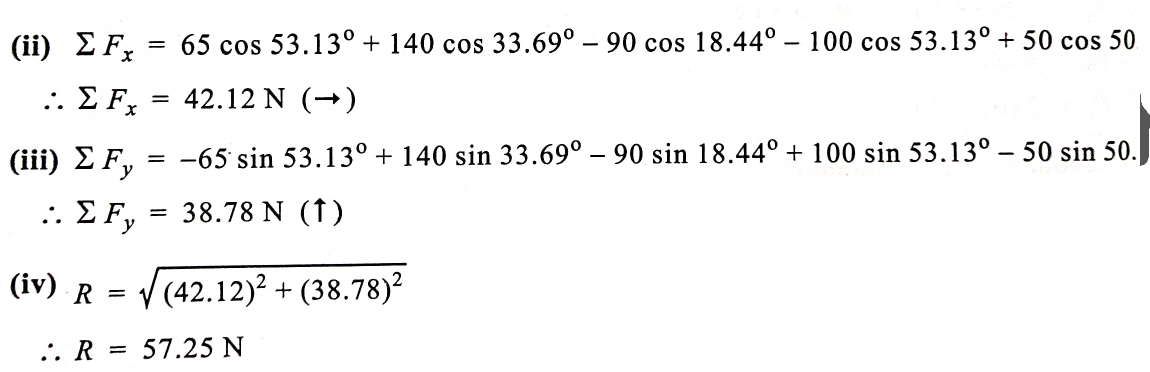 (ii) Σ Fx = 65 cos 53.13° + 140 cos 33.69° – 90 cos 18.44° – 100 cos 53.13° + 50 cos 50
∴ Σ Fx = 42.12 N (→)
(iii) Σ Fy = –65 sin 53.13° + 140 sin 33.69° – 90 sin 18.44° + 100 sin 53.13° – 50 sin 50.
∴ Σ Fy = 38.78 N (↑)
(iv) R = √(42.12)² + (38.78)²
∴ R = 57.25 N